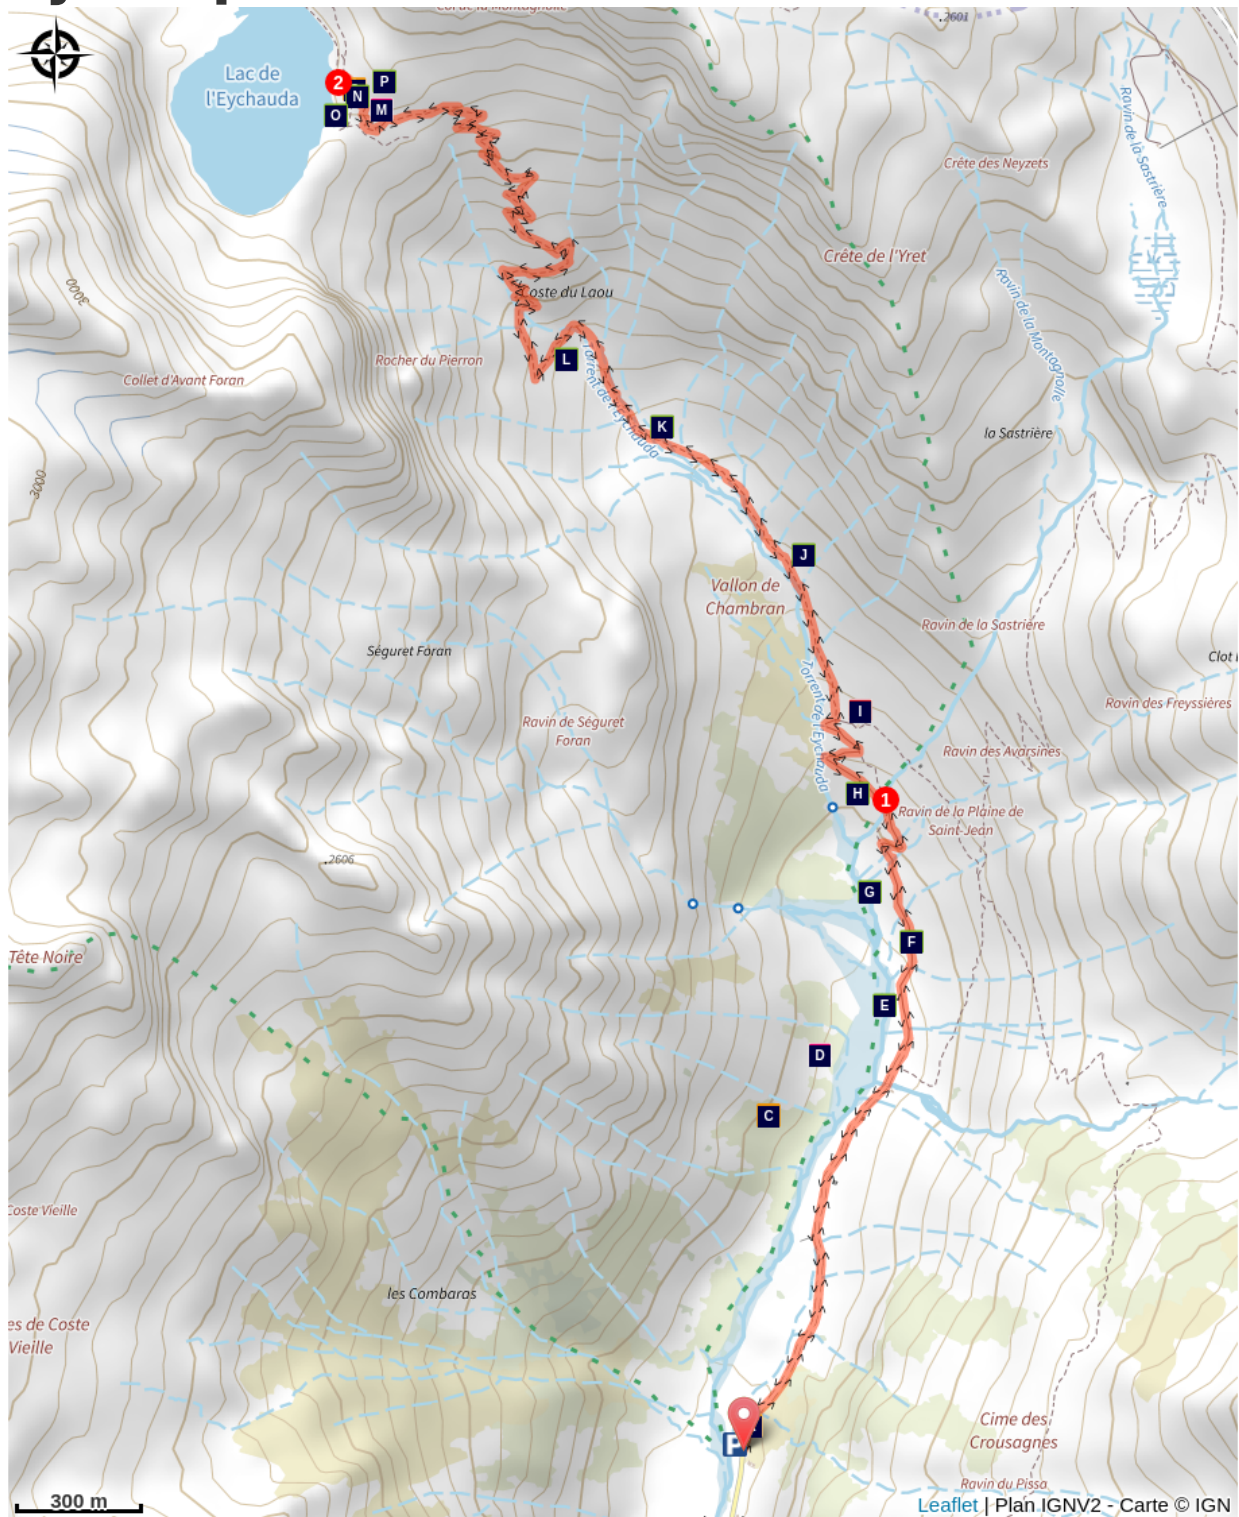 2601
Lac de
l'Eychauda
2
P
N
M
O
Ravin de la Sastrière
Crête des Neyzets
Crête de l'Yret
3000
Coste du Laou
Ravin de la Montagnolle
Rocher du Pierron
L
Collet d'Avant Foran
Torrent de l'Eychauda
K
la Sastrière
3000
J
Vallon de
Chambran
Ravin de la Sastrière
Séguret Foran
Clot
Torrent de l'Eychauda
I
Ravin des Freyssières
Ravin de Séguret
Foran
Ravin des Avarsines
H
1
Ravin de la Plaine de
Saint-Jean
.2606
G
F
Tête Noire
E
D
C
Coste Vieille
les Combaras
es de Coste
Vieille
Cime des
Crousagnes
P
Ravin du Pissa
300 m
Leaflet | Plan IGNV2 - Carte © IGN